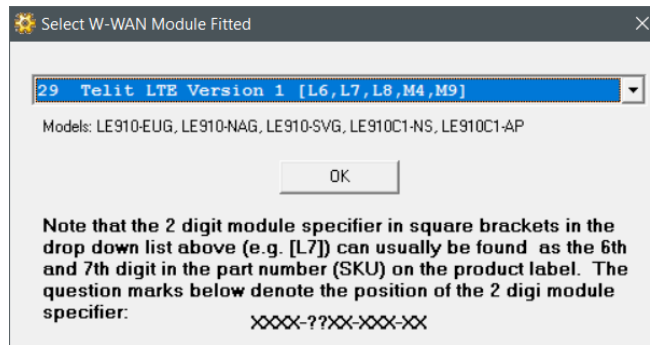 Select W-WAN Module Fitted
29 Telit LTE Version 1 [L6,L7,L8,M4,M9]
Models: LE910-EUG, LE910-NAG, LE910-SVG, LE910C1-NS, LE910C1-AP
OK
Note that the 2 digit module specifier in square brackets in the
drop down list above (e.g. [L7]) can usually be found as the 6th
and 7th digit in the part number (SKU) on the product label. The
question marks below denote the position of the 2 digi module
specifier:
XXXX-??XX-XXX-XX